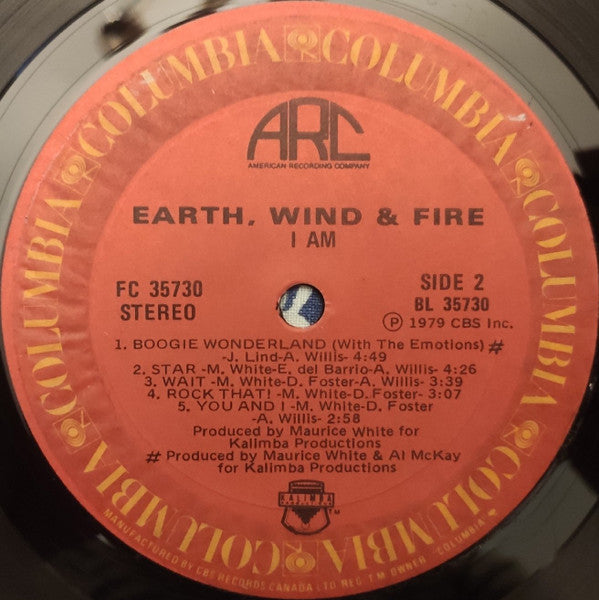 COLUMBIA COLUMBIA COLUMBIA COLUMBIA COLUMBIA COLUMBIA
ARC
AMERICAN RECORDING COMPANY
EARTH, WIND & FIRE
I AM
FC 35730
STEREO
SIDE 2
BL 35730
Ⓟ 1979 CBS Inc.
1. BOOGIE WONDERLAND (With The Emotions) #
-J. Lind-A. Willis- 4:49
2. STAR -M. White-E. del Barrio-A. Willis- 4:26
3. WAIT -M. White-D. Foster-A. Willis- 3:39
4. ROCK THAT! -M. White-D. Foster- 3:07
5. YOU AND I -M. White-D. Foster
-A. Willis- 2:58
Produced by Maurice White for
Kalimba Productions
# Produced by Maurice White & Al McKay
for Kalimba Productions
KALIMBA
TM
MANUFACTURED BY CBS RECORDS CANADA LTD REG. T.M. OWNER "COLUMBIA"